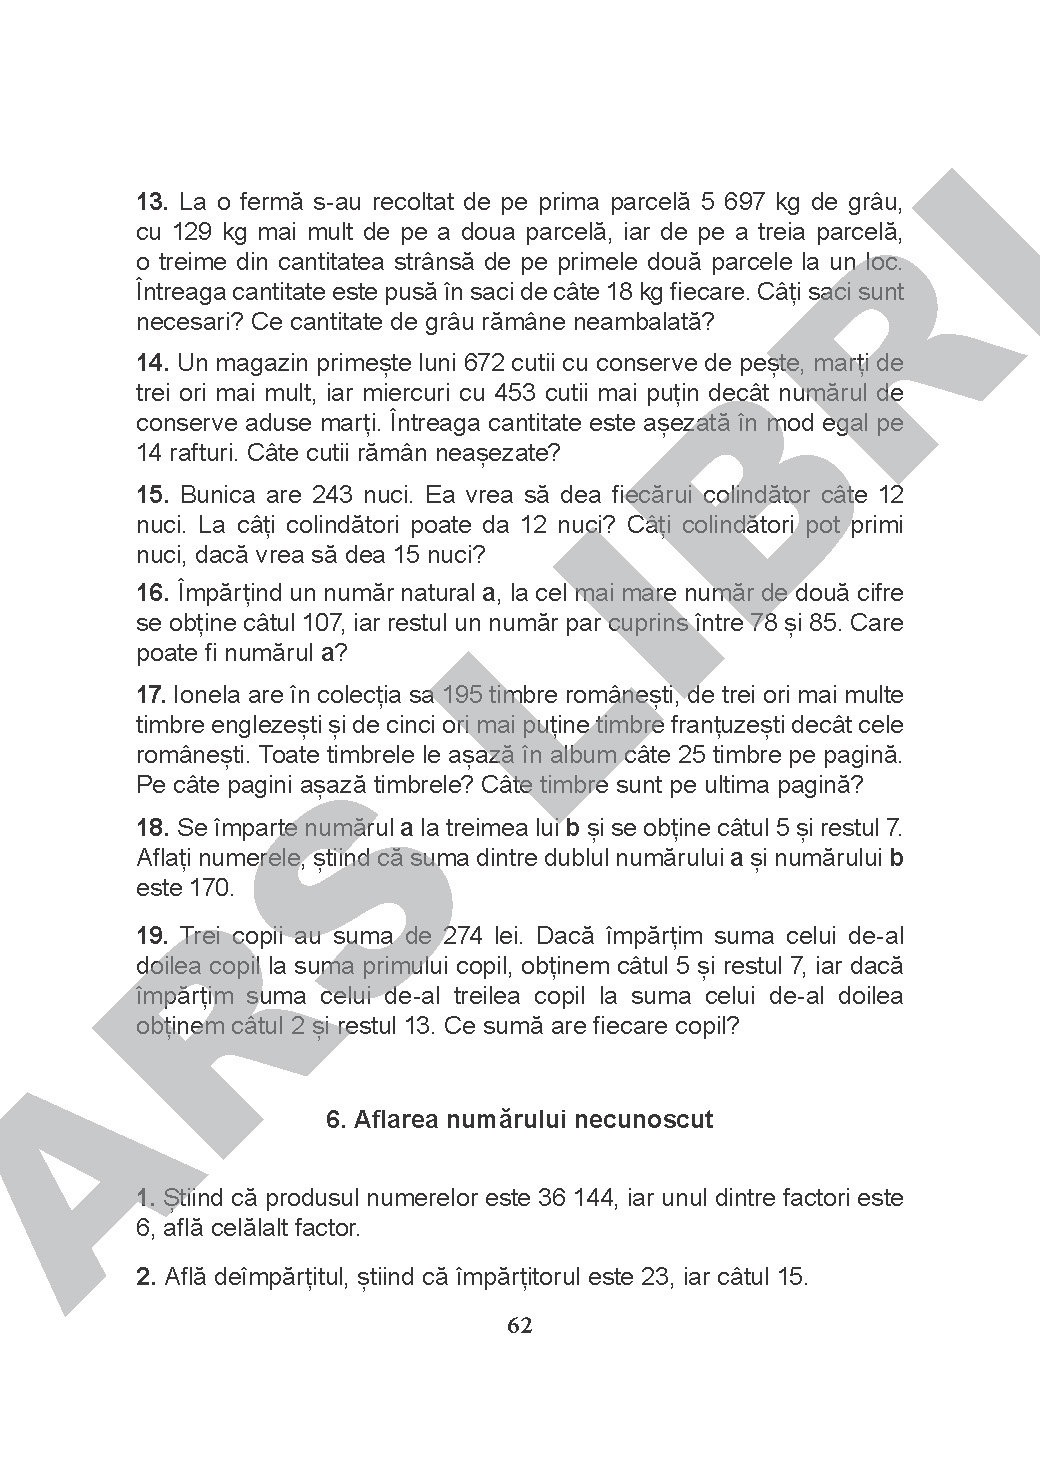 13. La o fermă s-au recoltat de pe prima parcelă 5 697 kg de grâu,
cu 129 kg mai mult de pe a doua parcelă, iar de pe a treia parcelă,
o treime din cantitatea strânsă de pe primele două parcele la un loc.
Întreaga cantitate este pusă în saci de câte 18 kg fiecare. Câți saci sunt
necesari? Ce cantitate de grâu rămâne neambalată?
14. Un magazin primește luni 672 cutii cu conserve de pește, marți de
trei ori mai mult, iar miercuri cu 453 cutii mai puțin decât numărul de
conserve aduse marți. Întreaga cantitate este așezată în mod egal pe
14 rafturi. Câte cutii rămân neașezate?
15. Bunica are 243 nuci. Ea vrea să dea fiecărui colindător câte 12
nuci. La câți colindători poate da 12 nuci? Câți colindători pot primi
nuci, dacă vrea să dea 15 nuci?
16. Împărțind un număr natural a, la cel mai mare număr de două cifre
se obține câtul 107, iar restul un număr par cuprins între 78 și 85. Care
poate fi numărul a?
17. Ionela are în colecția sa 195 timbre românești, de trei ori mai multe
timbre englezești și de cinci ori mai puține timbre franțuzești decât cele
românești. Toate timbrele le așază în album câte 25 timbre pe pagină.
Pe câte pagini așază timbrele? Câte timbre sunt pe ultima pagină?
18. Se împarte numărul a la treimea lui b și se obține câtul 5 și restul 7.
Aflați numerele, știind că suma dintre dublul numărului a și numărului b
este 170.
19. Trei copii au suma de 274 lei. Dacă împărțim suma celui de-al
doilea copil la suma primului copil, obținem câtul 5 și restul 7, iar dacă
împărțim suma celui de-al treilea copil la suma celui de-al doilea
obținem câtul 2 și restul 13. Ce sumă are fiecare copil?
6. Aflarea numărului necunoscut
1. Știind că produsul numerelor este 36 144, iar unul dintre factori este
6, află celălalt factor.
2. Află deîmpărțitul, știind că împărțitorul este 23, iar câtul 15.
62
ARS LIBRI